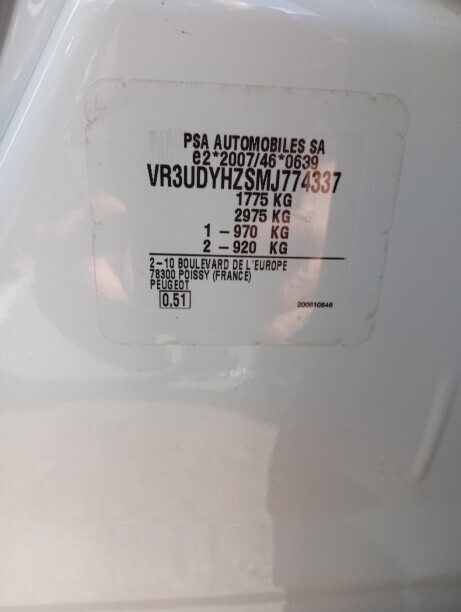 PSA AUTOMOBILES SA
e2*2007/46*0639
VR3UDYHZSMJ774337
1775 KG
2975 KG
1 - 970 KG
2 - 920 KG
2-10 BOULEVARD DE L'EUROPE
78300 POISSY (FRANCE)
PEUGEOT
0,51
200610846